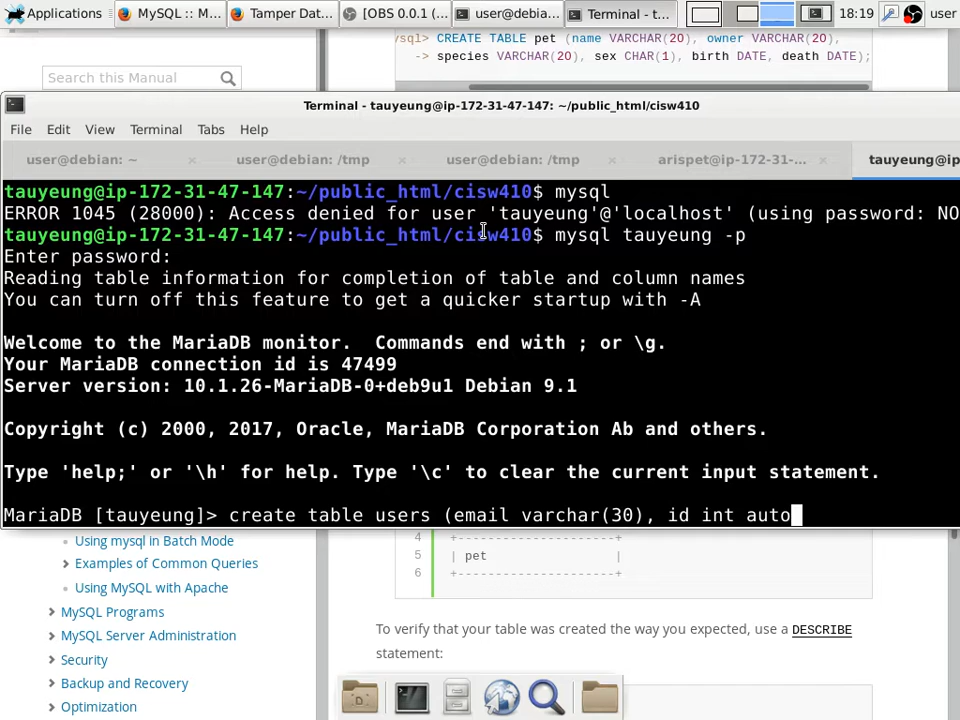 Applications
MySQL :: M...
Tamper Dat...
[OBS 0.0.1 (...
user@debia...
Terminal - t...
18:19
user
Search this Manual
ysql> CREATE TABLE pet (name VARCHAR(20), owner VARCHAR(20),
-> species VARCHAR(20), sex CHAR(1), birth DATE, death DATE);
Terminal - tauyeung@ip-172-31-47-147: ~/public_html/cisw410
File Edit View Terminal Tabs Help
user@debian: ~
user@debian: /tmp
user@debian: /tmp
arispet@ip-172-31-...
tauyeung@ip
tauyeung@ip-172-31-47-147:~/public_html/cisw410$ mysql
ERROR 1045 (28000): Access denied for user 'tauyeung'@'localhost' (using password: NO
tauyeung@ip-172-31-47-147:~/public_html/cisw410$ mysql tauyeung -p
Enter password:
Reading table information for completion of table and column names
You can turn off this feature to get a quicker startup with -A
Welcome to the MariaDB monitor.  Commands end with ; or \g.
Your MariaDB connection id is 47499
Server version: 10.1.26-MariaDB-0+deb9u1 Debian 9.1
Copyright (c) 2000, 2017, Oracle, MariaDB Corporation Ab and others.
Type 'help;' or '\h' for help. Type '\c' to clear the current input statement.
MariaDB [tauyeung]> create table users (email varchar(30), id int auto
Using mysql in Batch Mode
Examples of Common Queries
Using MySQL with Apache
MySQL Programs
MySQL Server Administration
Security
Backup and Recovery
Optimization
4 +---------------------+
5 | pet |
6 +---------------------+
To verify that your table was created the way you expected, use a DESCRIBE
statement: